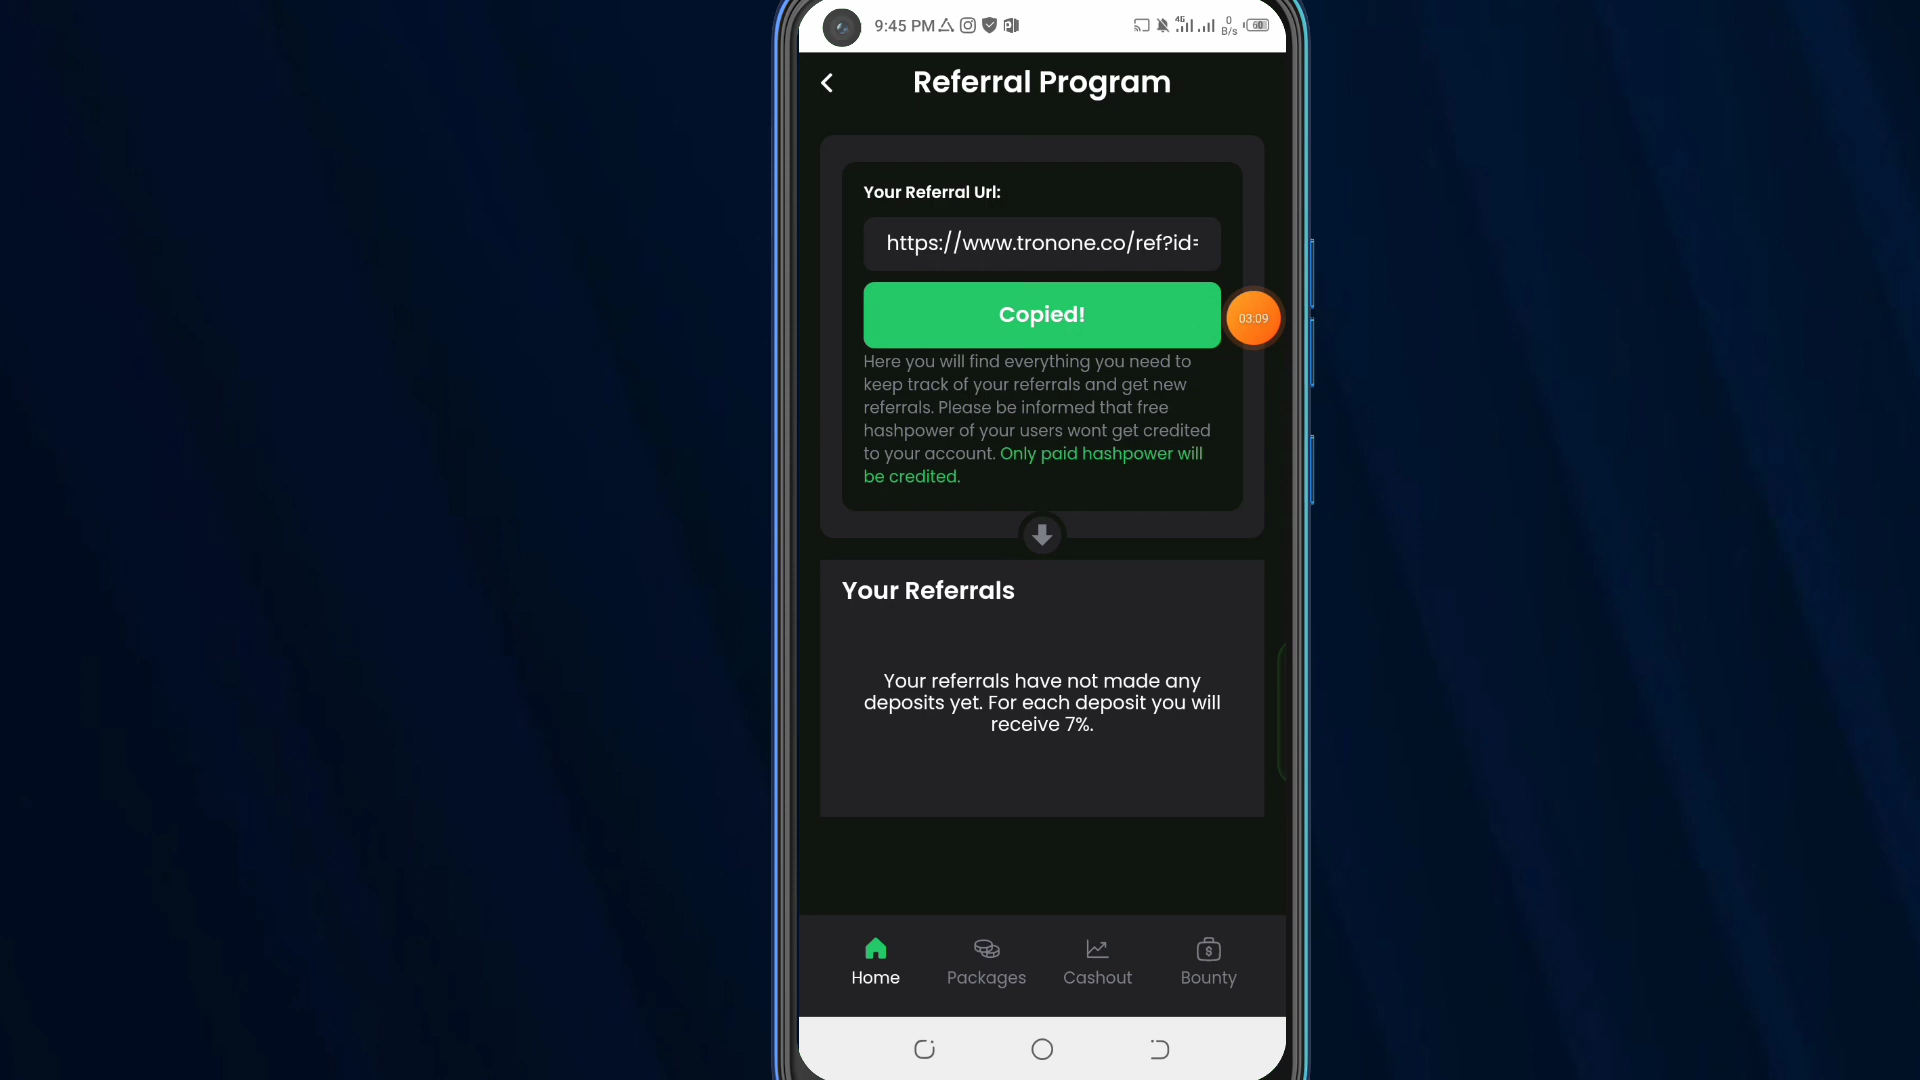 9:45 PM
4G
0
B/s
60
Referral Program
Your Referral Url:
https://www.tronone.co/ref?id=
Copied!
03:09
Here you will find everything you need to
keep track of your referrals and get new
referrals. Please be informed that free
hashpower of your users wont get credited
to your account. Only paid hashpower will
be credited.
Your Referrals
Your referrals have not made any
deposits yet. For each deposit you will
receive 7%.
Home
Packages
Cashout
Bounty